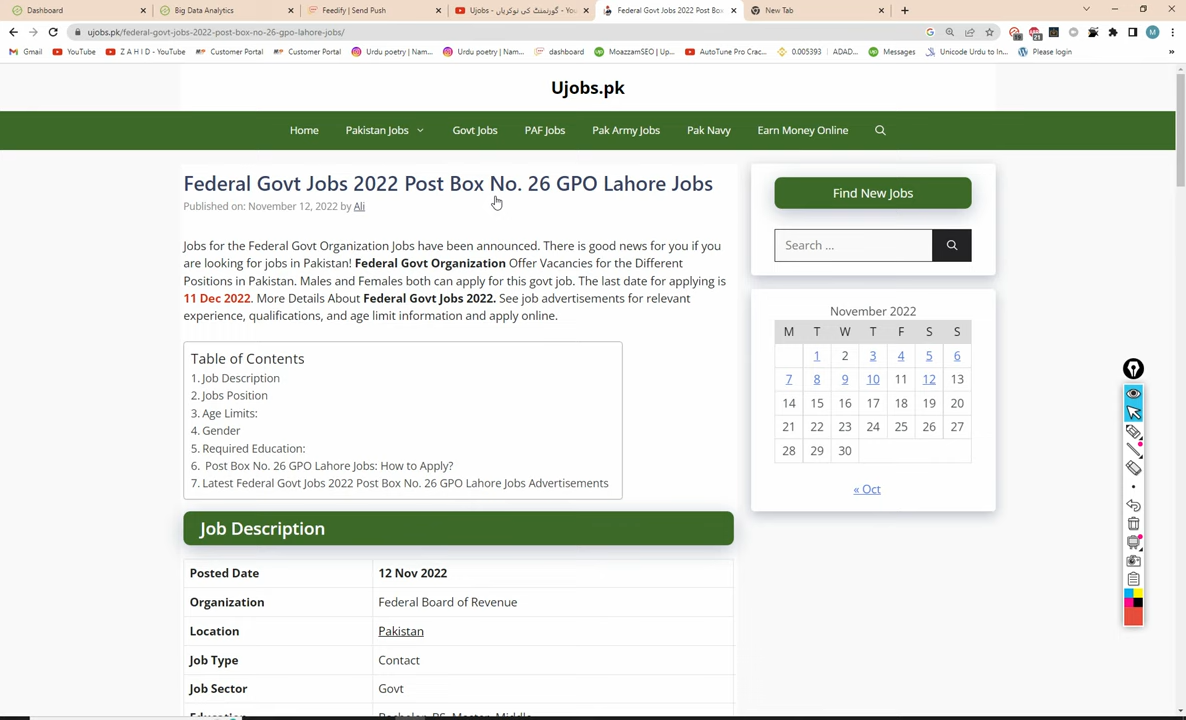 Dashboard
Big Data Analytics
Feedify | Send Push
Ujobs - گورنمنٹ کی نوکریاں - You
Federal Govt Jobs 2022 Post Box
New Tab
ujobs.pk/federal-govt-jobs-2022-post-box-no-26-gpo-lahore-jobs/
Gmail
YouTube
Z A H I D - YouTube
Customer Portal
Customer Portal
Urdu poetry | Nam...
Urdu poetry | Nam...
dashboard
MoazzamSEO | Up...
AutoTune Pro Crac...
0.005393 | ADAD...
Messages
Unicode Urdu to In...
Please login
»
Ujobs.pk
Home
Pakistan Jobs
Govt Jobs
PAF Jobs
Pak Army Jobs
Pak Navy
Earn Money Online
Federal Govt Jobs 2022 Post Box No. 26 GPO Lahore Jobs
Published on: November 12, 2022 by Ali
Jobs for the Federal Govt Organization Jobs have been announced. There is good news for you if you
are looking for jobs in Pakistan! Federal Govt Organization Offer Vacancies for the Different
Positions in Pakistan. Males and Females both can apply for this govt job. The last date for applying is
11 Dec 2022. More Details About Federal Govt Jobs 2022. See job advertisements for relevant
experience, qualifications, and age limit information and apply online.
Table of Contents
1. Job Description
2. Jobs Position
3. Age Limits:
4. Gender
5. Required Education:
6. Post Box No. 26 GPO Lahore Jobs: How to Apply?
7. Latest Federal Govt Jobs 2022 Post Box No. 26 GPO Lahore Jobs Advertisements
Job Description
Posted Date 12 Nov 2022
Organization Federal Board of Revenue
Location Pakistan
Job Type Contact
Job Sector Govt
Education Bachelor, BS, Master, Middle
Find New Jobs
Search ...
November 2022
M T W T F S S
1 2 3 4 5 6
7 8 9 10 11 12 13
14 15 16 17 18 19 20
21 22 23 24 25 26 27
28 29 30
« Oct